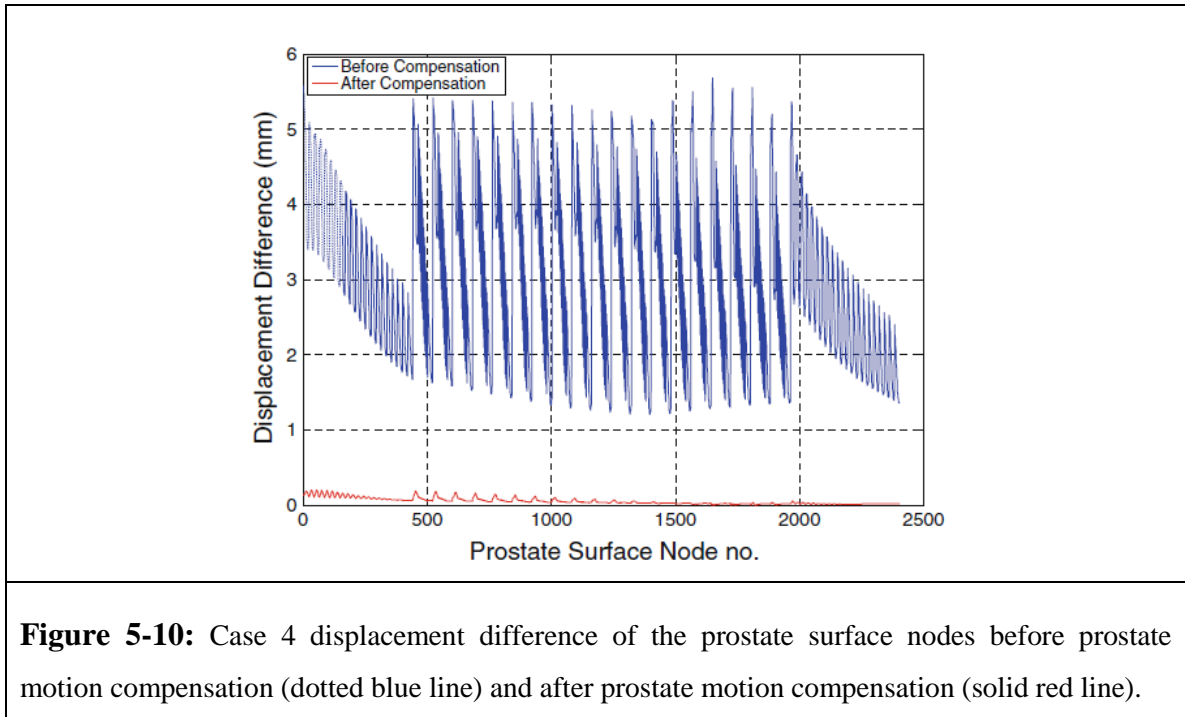 6
Before Compensation
After Compensation
5
4
3
2
1
0
Displacement Difference (mm)
0 500 1000 1500 2000 2500
Prostate Surface Node no.
Figure 5-10: Case 4 displacement difference of the prostate surface nodes before prostate
motion compensation (dotted blue line) and after prostate motion compensation (solid red line).